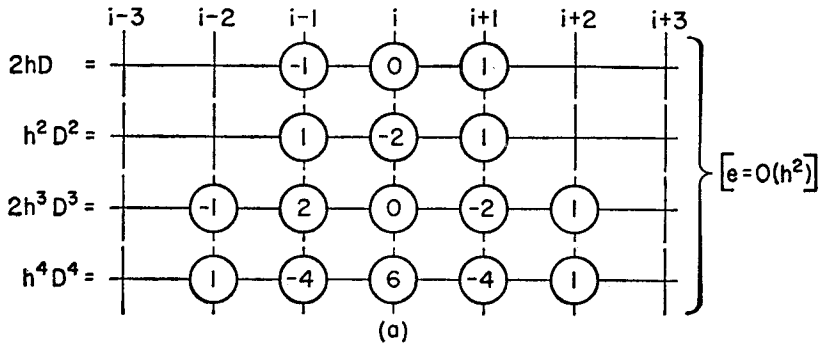 i-3 i-2 i-1 i i+1 i+2 i+3
2hD = -1 0 1
h²D² = 1 -2 1
[e=O(h²)]
2h³D³ = -1 2 0 -2 1
h⁴D⁴ = 1 -4 6 -4 1
(a)